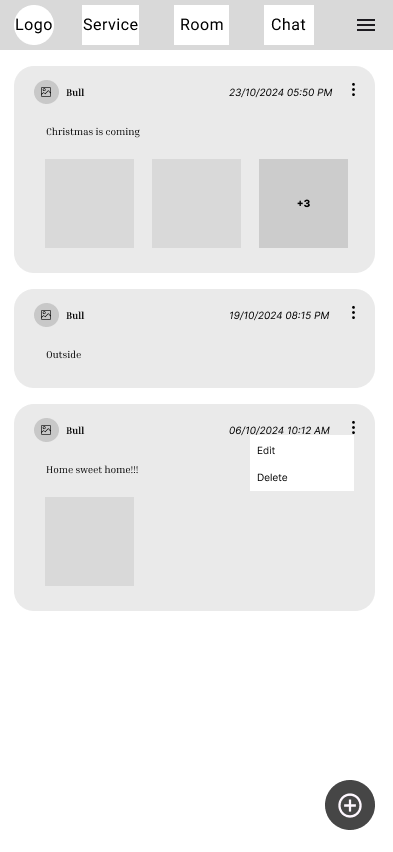 Logo Service Room Chat
Bull 23/10/2024 05:50 PM
Christmas is coming
+3
Bull 19/10/2024 08:15 PM
Outside
Bull 06/10/2024 10:12 AM
Edit
Home sweet home!!!
Delete